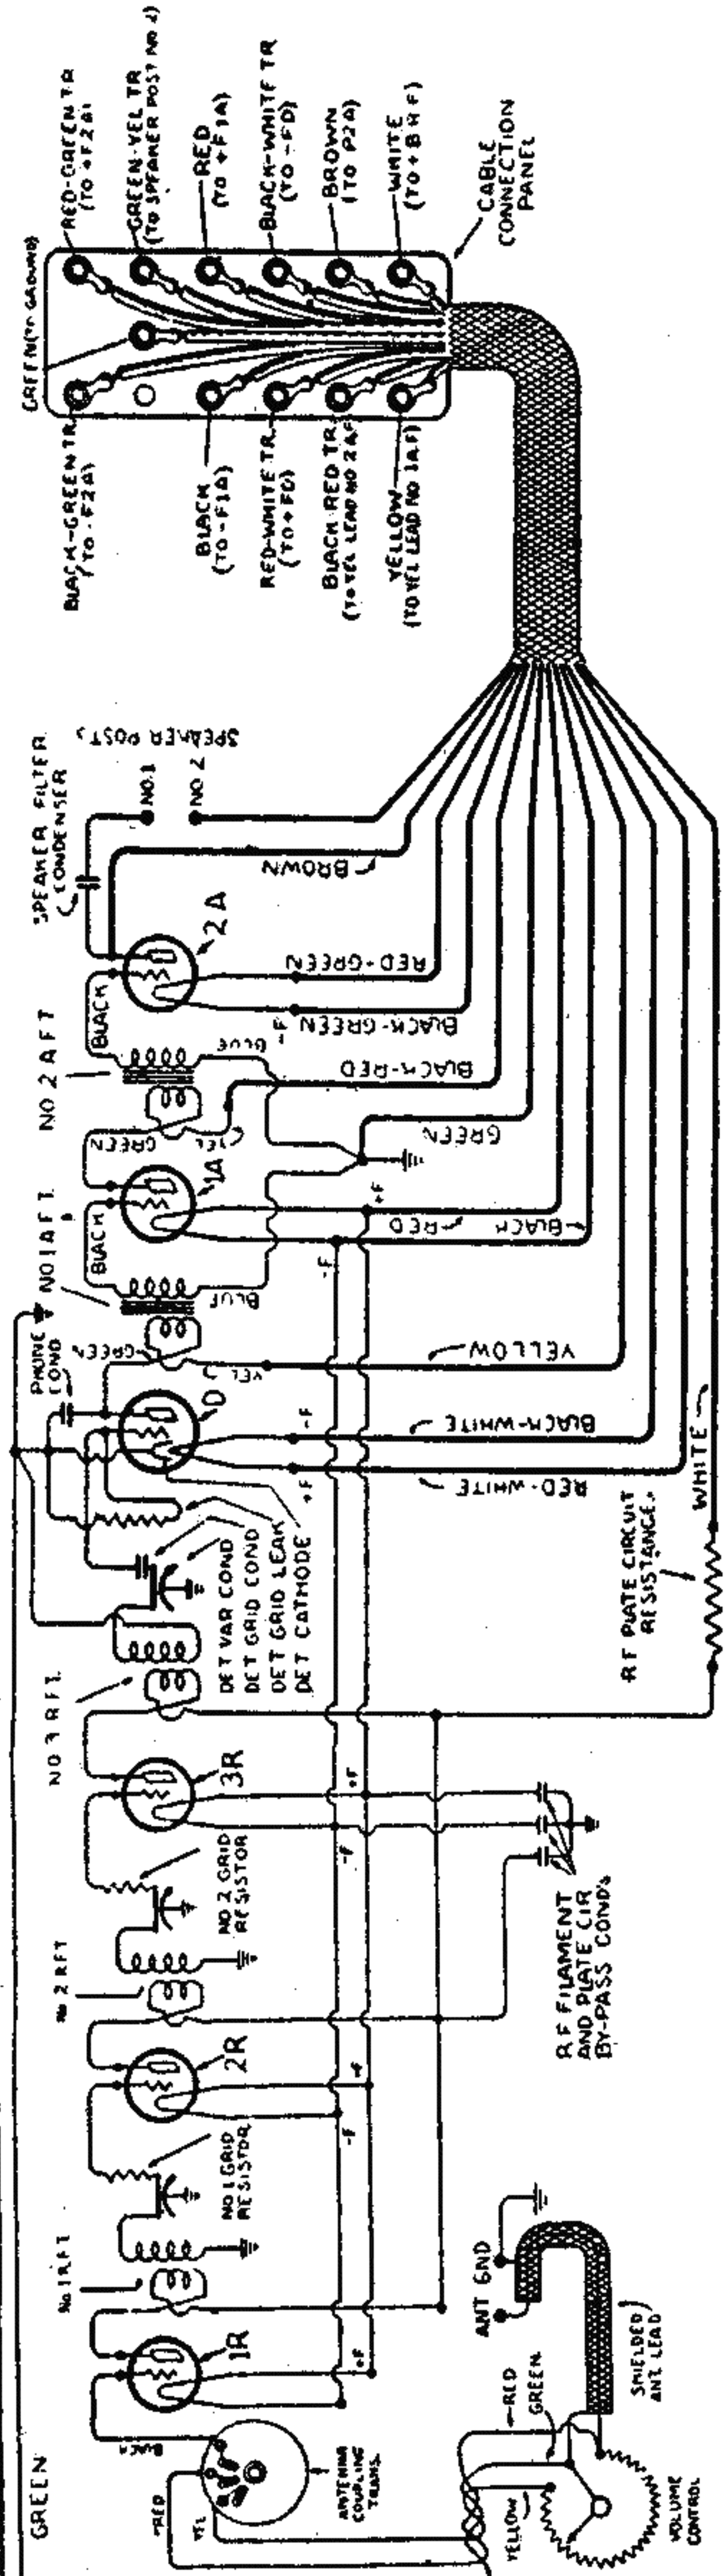 RED-GREEN TR
(TO +F2A)
GREEN-YEL TR
(TO SPEAKER POST NO 2)
RED
(TO +F1A)
BLACK-WHITE TR
(TO -FD)
BROWN
(TO P2A)
WHITE
(TO +B RF)
CABLE
CONNECTION
PANEL
GREEN (TO GROUND)
BLACK-GREEN TR.
(TO -F2A)
BLACK
(TO -F1A)
RED-WHITE TR.
(TO +FD)
BLACK RED TR
(TO YEL LEAD NO 2 AF)
YELLOW
(TO YEL LEAD NO 1 AF)
SPEAKER FILTER
CONDENSER
SPEAKER POSTS
NO.1
NO 2
BROWN
2A
RED-GREEN
BLACK-GREEN
-F
BLACK
BLUE
NO. 2 AFT
BLACK-RED
GREEN
YEL
GREEN
1A
+F
RED
BLACK
-F
BLACK
BLUE
NO 1 AFT
PHONE
COND
GREEN
YEL
YELLOW
D
-F
BLACK-WHITE
+F
RED-WHITE
WHITE
RF PLATE CIRCUIT
RESISTANCE
DET VAR COND
DET GRID COND
DET GRID LEAK
DET CATHODE
NO 3 RFT
3R
+F
-F
NO 2 GRID
RESISTOR
RF FILAMENT
AND PLATE CIR
BY-PASS COND'S
No 2 RFT
2R
-F
NO 1 GRID
RESISTOR
No 1 RFT
1R
+F
ANT GND
SHIELDED
ANT LEAD
RED
GREEN
YELLOW
VOLUME
CONTROL
ANTENNA
COUPLING
TRANS.
BLACK
RED
YEL
GREEN